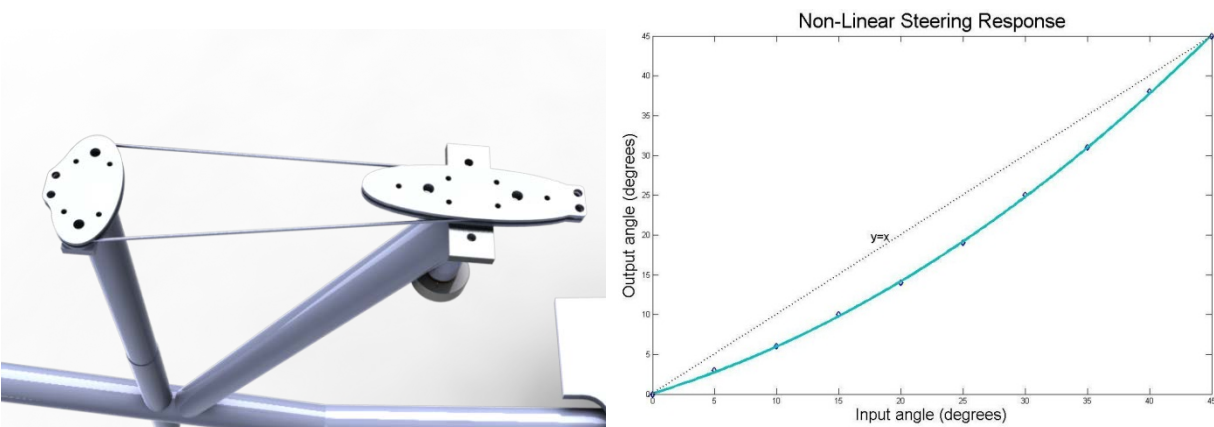 Non-Linear Steering Response
Output angle (degrees)
45
40
35
30
25
20
15
10
5
0
y=x
0 5 10 15 20 25 30 35 40 45
Input angle (degrees)